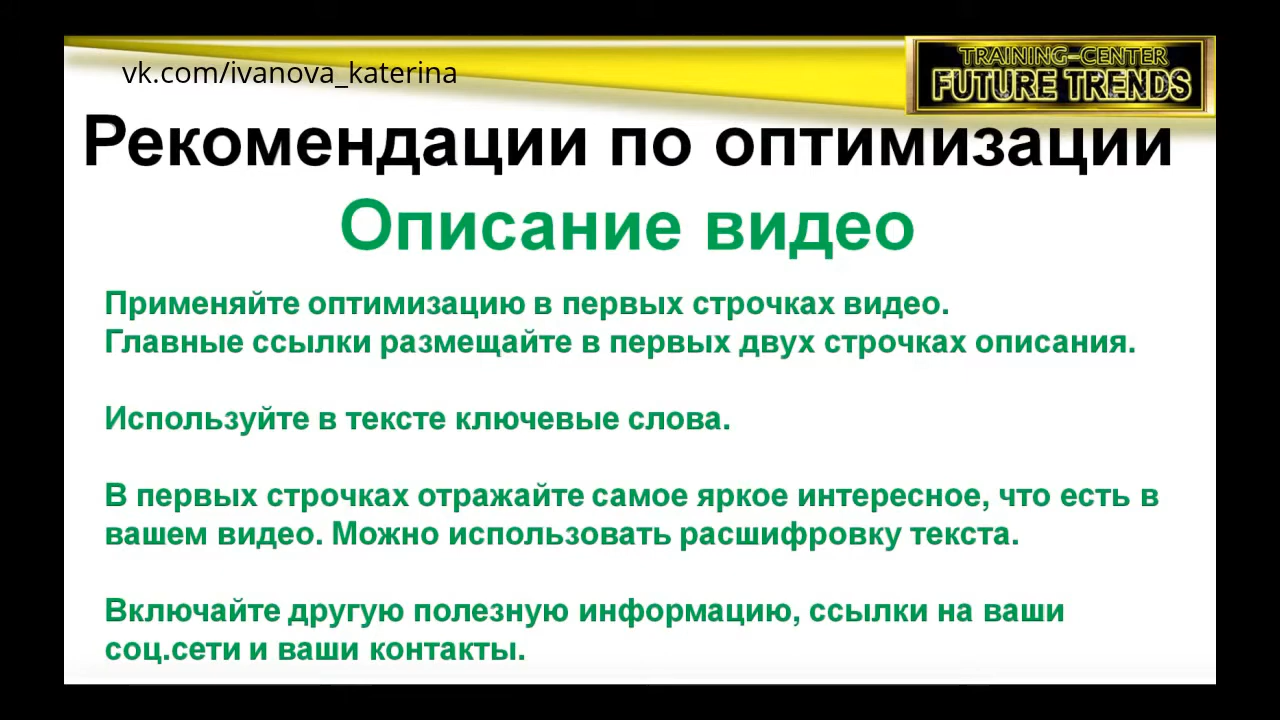 vk.com/ivanova_katerina
TRAINING-CENTER
FUTURE TRENDS
Рекомендации по оптимизации
Описание видео
Применяйте оптимизацию в первых строчках видео.
Главные ссылки размещайте в первых двух строчках описания.
Используйте в тексте ключевые слова.
В первых строчках отражайте самое яркое интересное, что есть в
вашем видео. Можно использовать расшифровку текста.
Включайте другую полезную информацию, ссылки на ваши
соц.сети и ваши контакты.